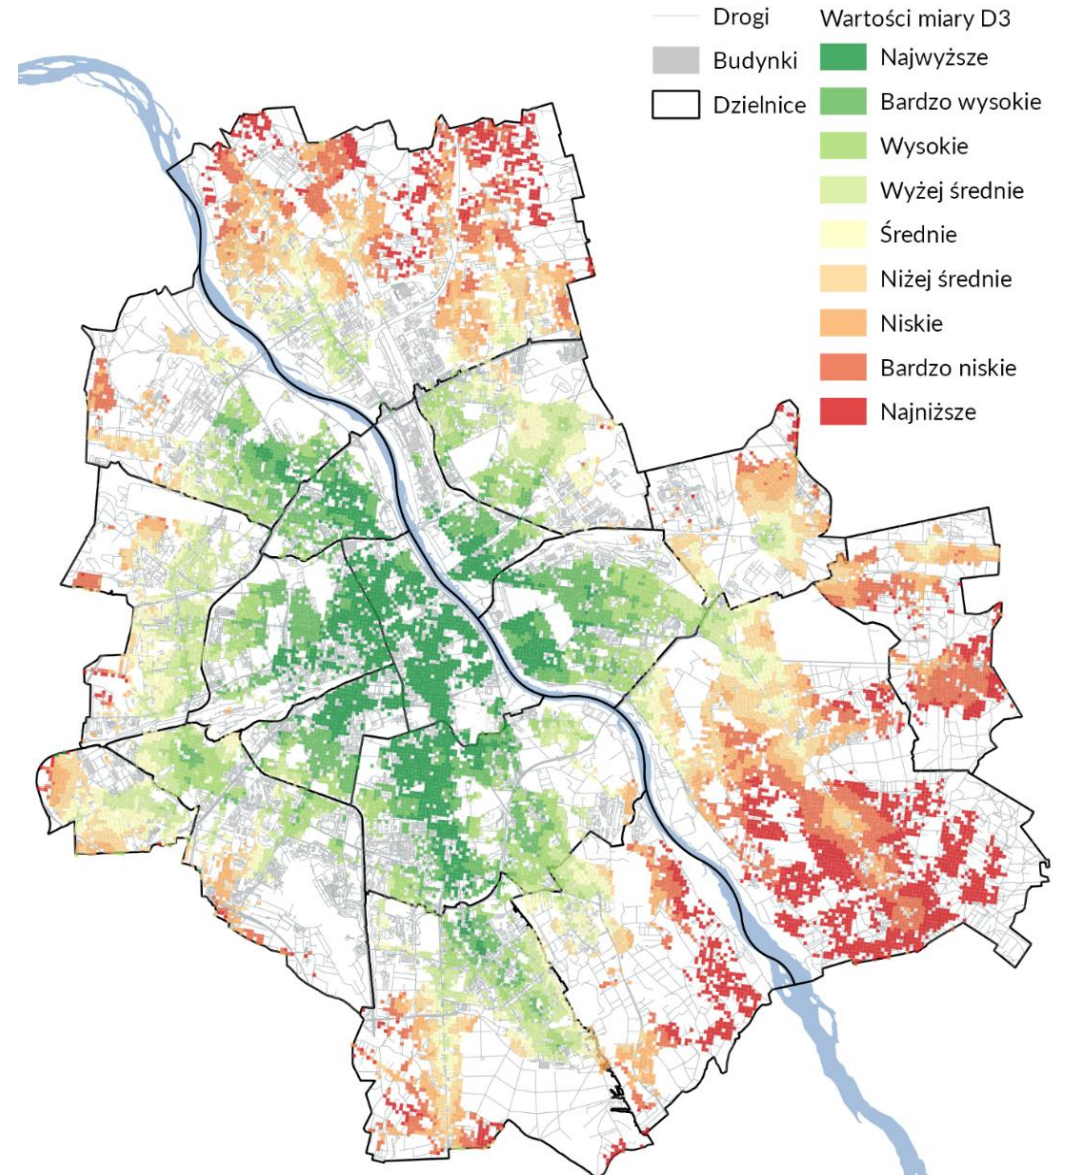 Drogi
Budynki
Dzielnice
Wartości miary D3
Najwyższe
Bardzo wysokie
Wysokie
Wyżej średnie
Średnie
Niżej średnie
Niskie
Bardzo niskie
Najniższe